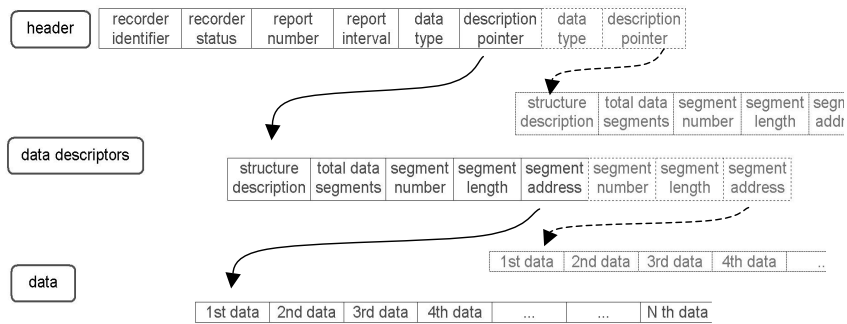 header
recorder identifier
recorder status
report number
report interval
data type
description pointer
data type
description pointer
structure description
total data segments
segment number
segment length
segm
addr
data descriptors
structure description
total data segments
segment number
segment length
segment address
segment number
segment length
segment address
1st data
2nd data
3rd data
4th data
..
data
1st data
2nd data
3rd data
4th data
...
...
N th data